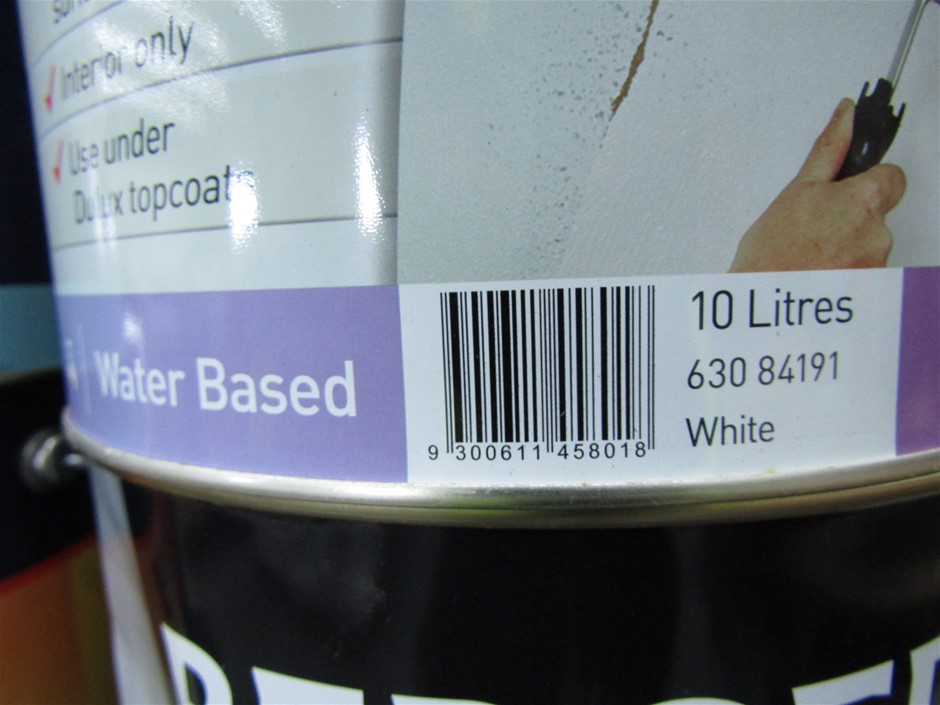 Interior only
Use under
Dulux topcoats
Water Based
10 Litres
630 84191
White
9 300611 458018